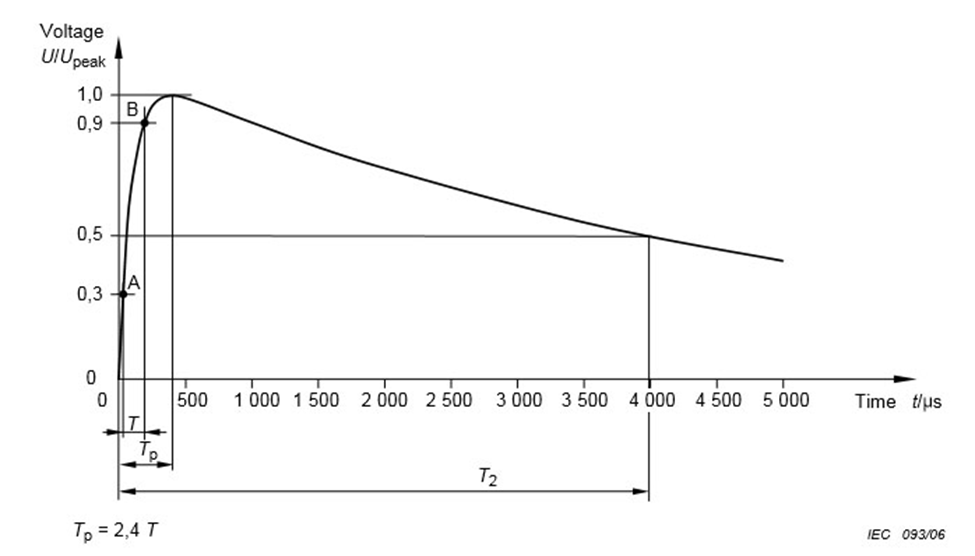 Voltage
U/Upeak
1,0
B
0,9
0,5
A
0,3
0
0 500 1 000 1 500 2 000 2 500 3 000 3 500 4 000 4 500 5 000 Time t/μs
T
Tp
T2
Tp = 2,4 T
IEC 093/06